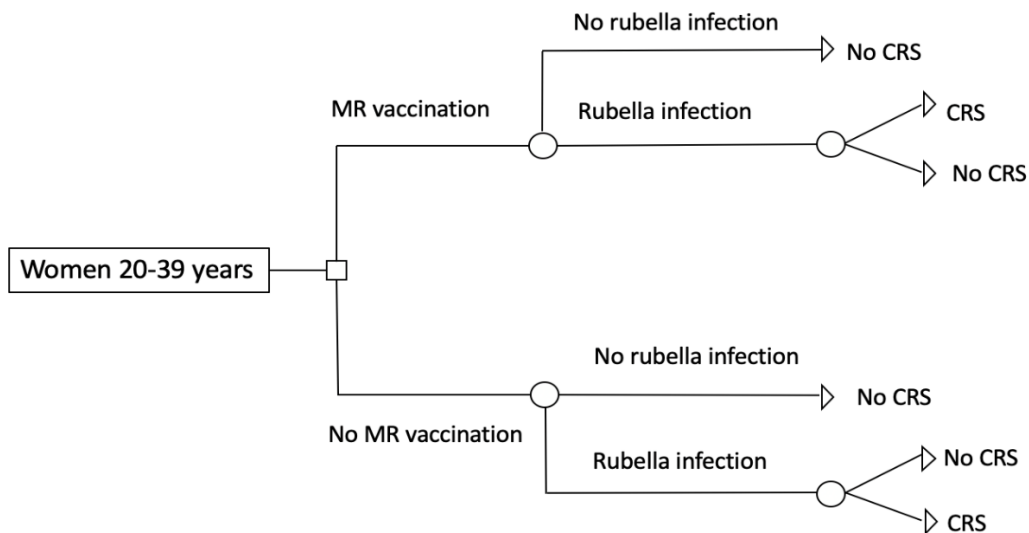 No rubella infection
No CRS
MR vaccination
Rubella infection
CRS
No CRS
Women 20-39 years
No rubella infection
No CRS
No MR vaccination
Rubella infection
No CRS
CRS